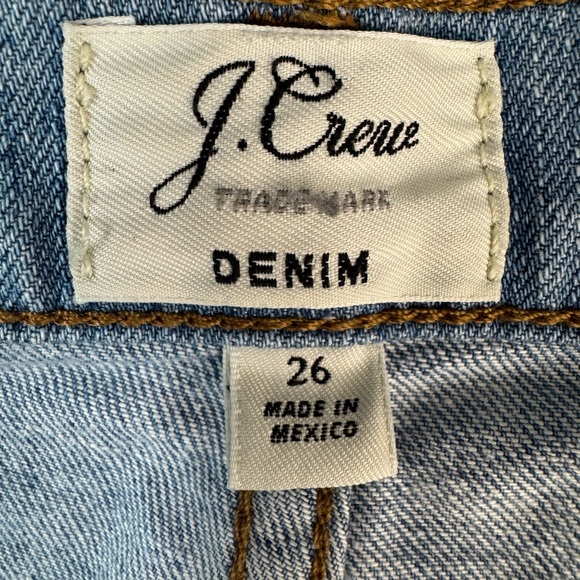 J.Crew
TRADEMARK
DENIM
26
MADE IN
MEXICO